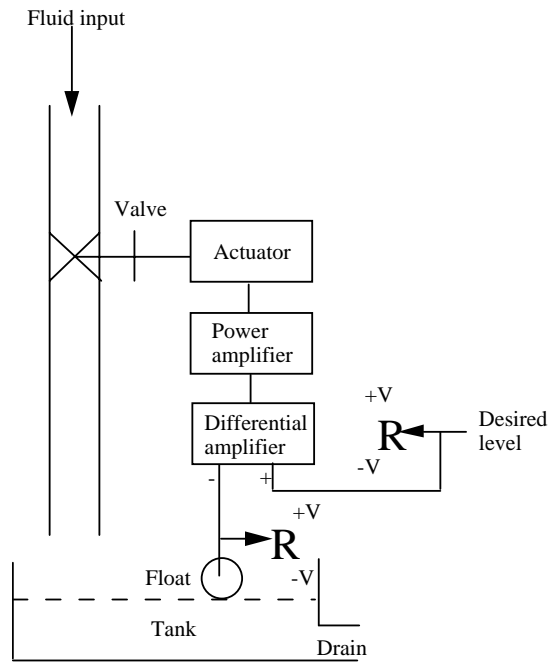 Fluid input
Valve
Actuator
Power
amplifier
Differential
amplifier
+V
R
-V
Desired
level
-
+
+V
R
-V
Float
Tank
Drain